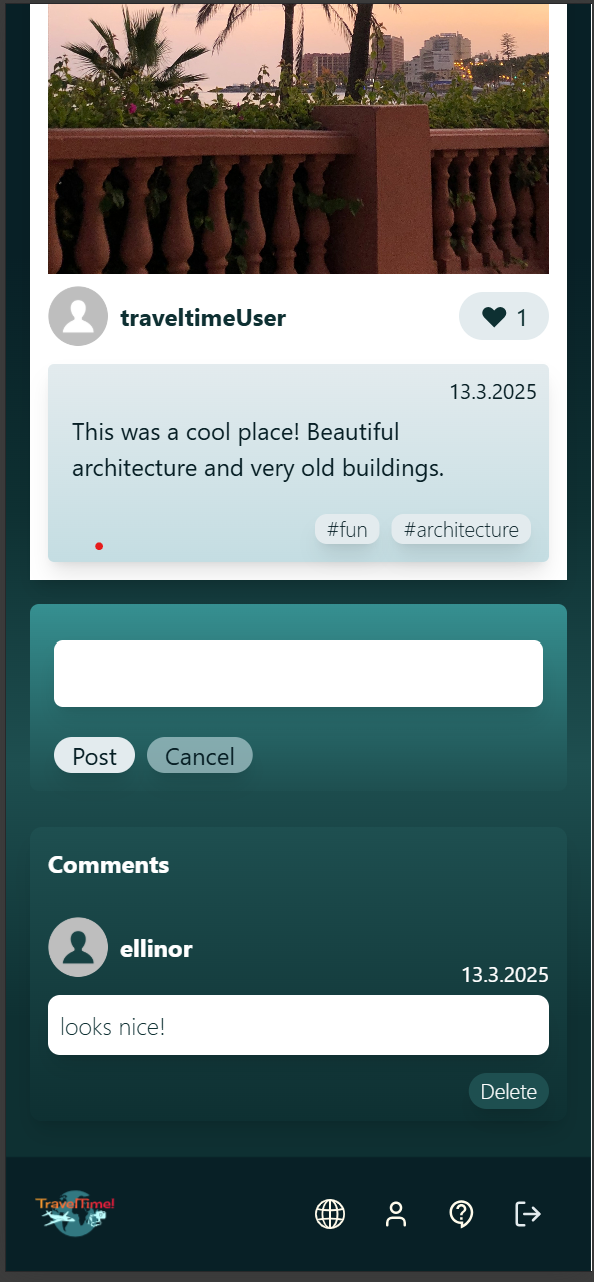 traveltimeUser
1
13.3.2025
This was a cool place! Beautiful
architecture and very old buildings.
#fun #architecture
Post Cancel
Comments
ellinor
13.3.2025
looks nice!
Delete
TravelTime!